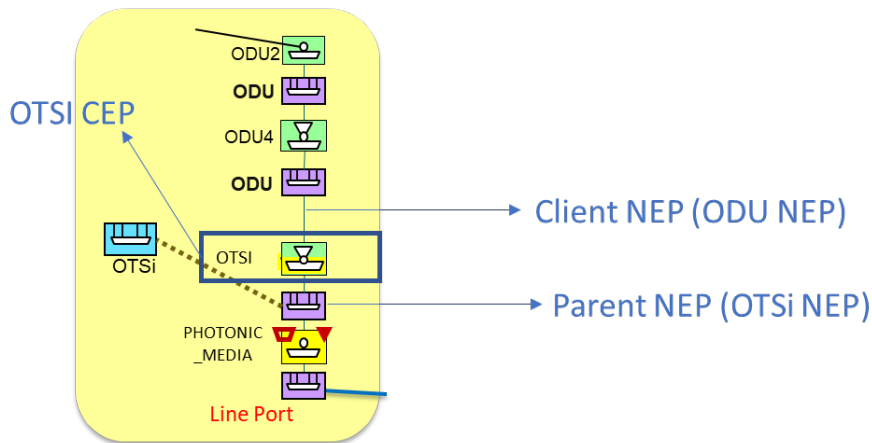 ODU2
ODU
OTSI CEP
ODU4
ODU
Client NEP (ODU NEP)
OTSI
OTSi
Parent NEP (OTSi NEP)
PHOTONIC
_MEDIA
Line Port